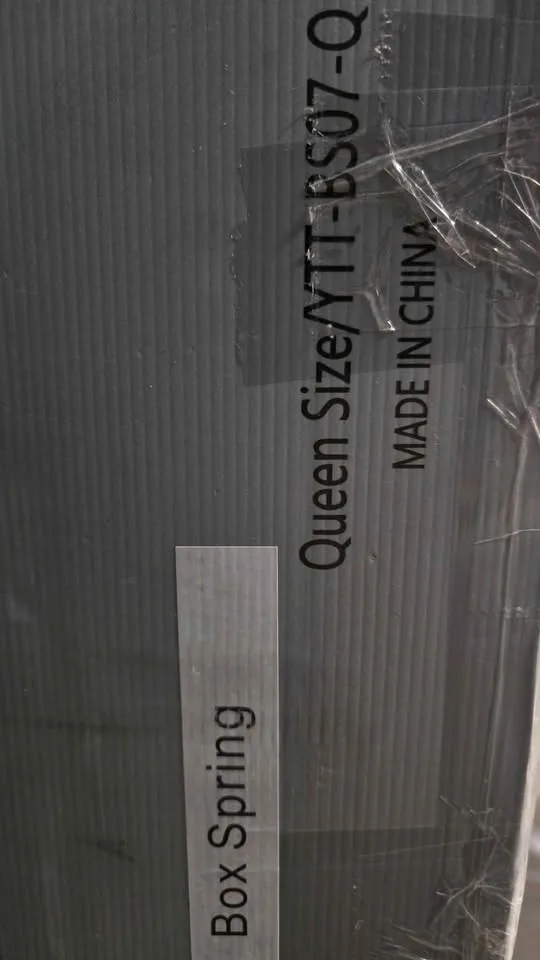 Queen Size/YTT-BS07-Q
MADE IN CHINA
Box Spring